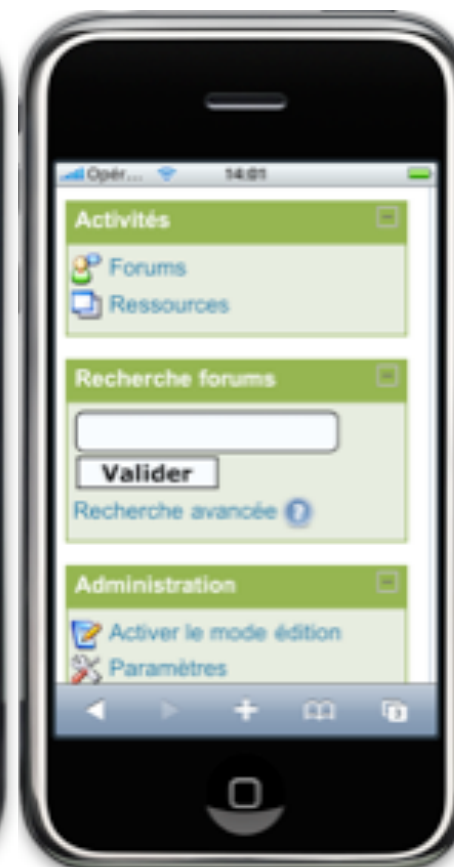 Opér... 14:01
Activités
Forums
Ressources
Recherche forums
Valider
Recherche avancée ?
Administration
Activer le mode édition
Paramètres